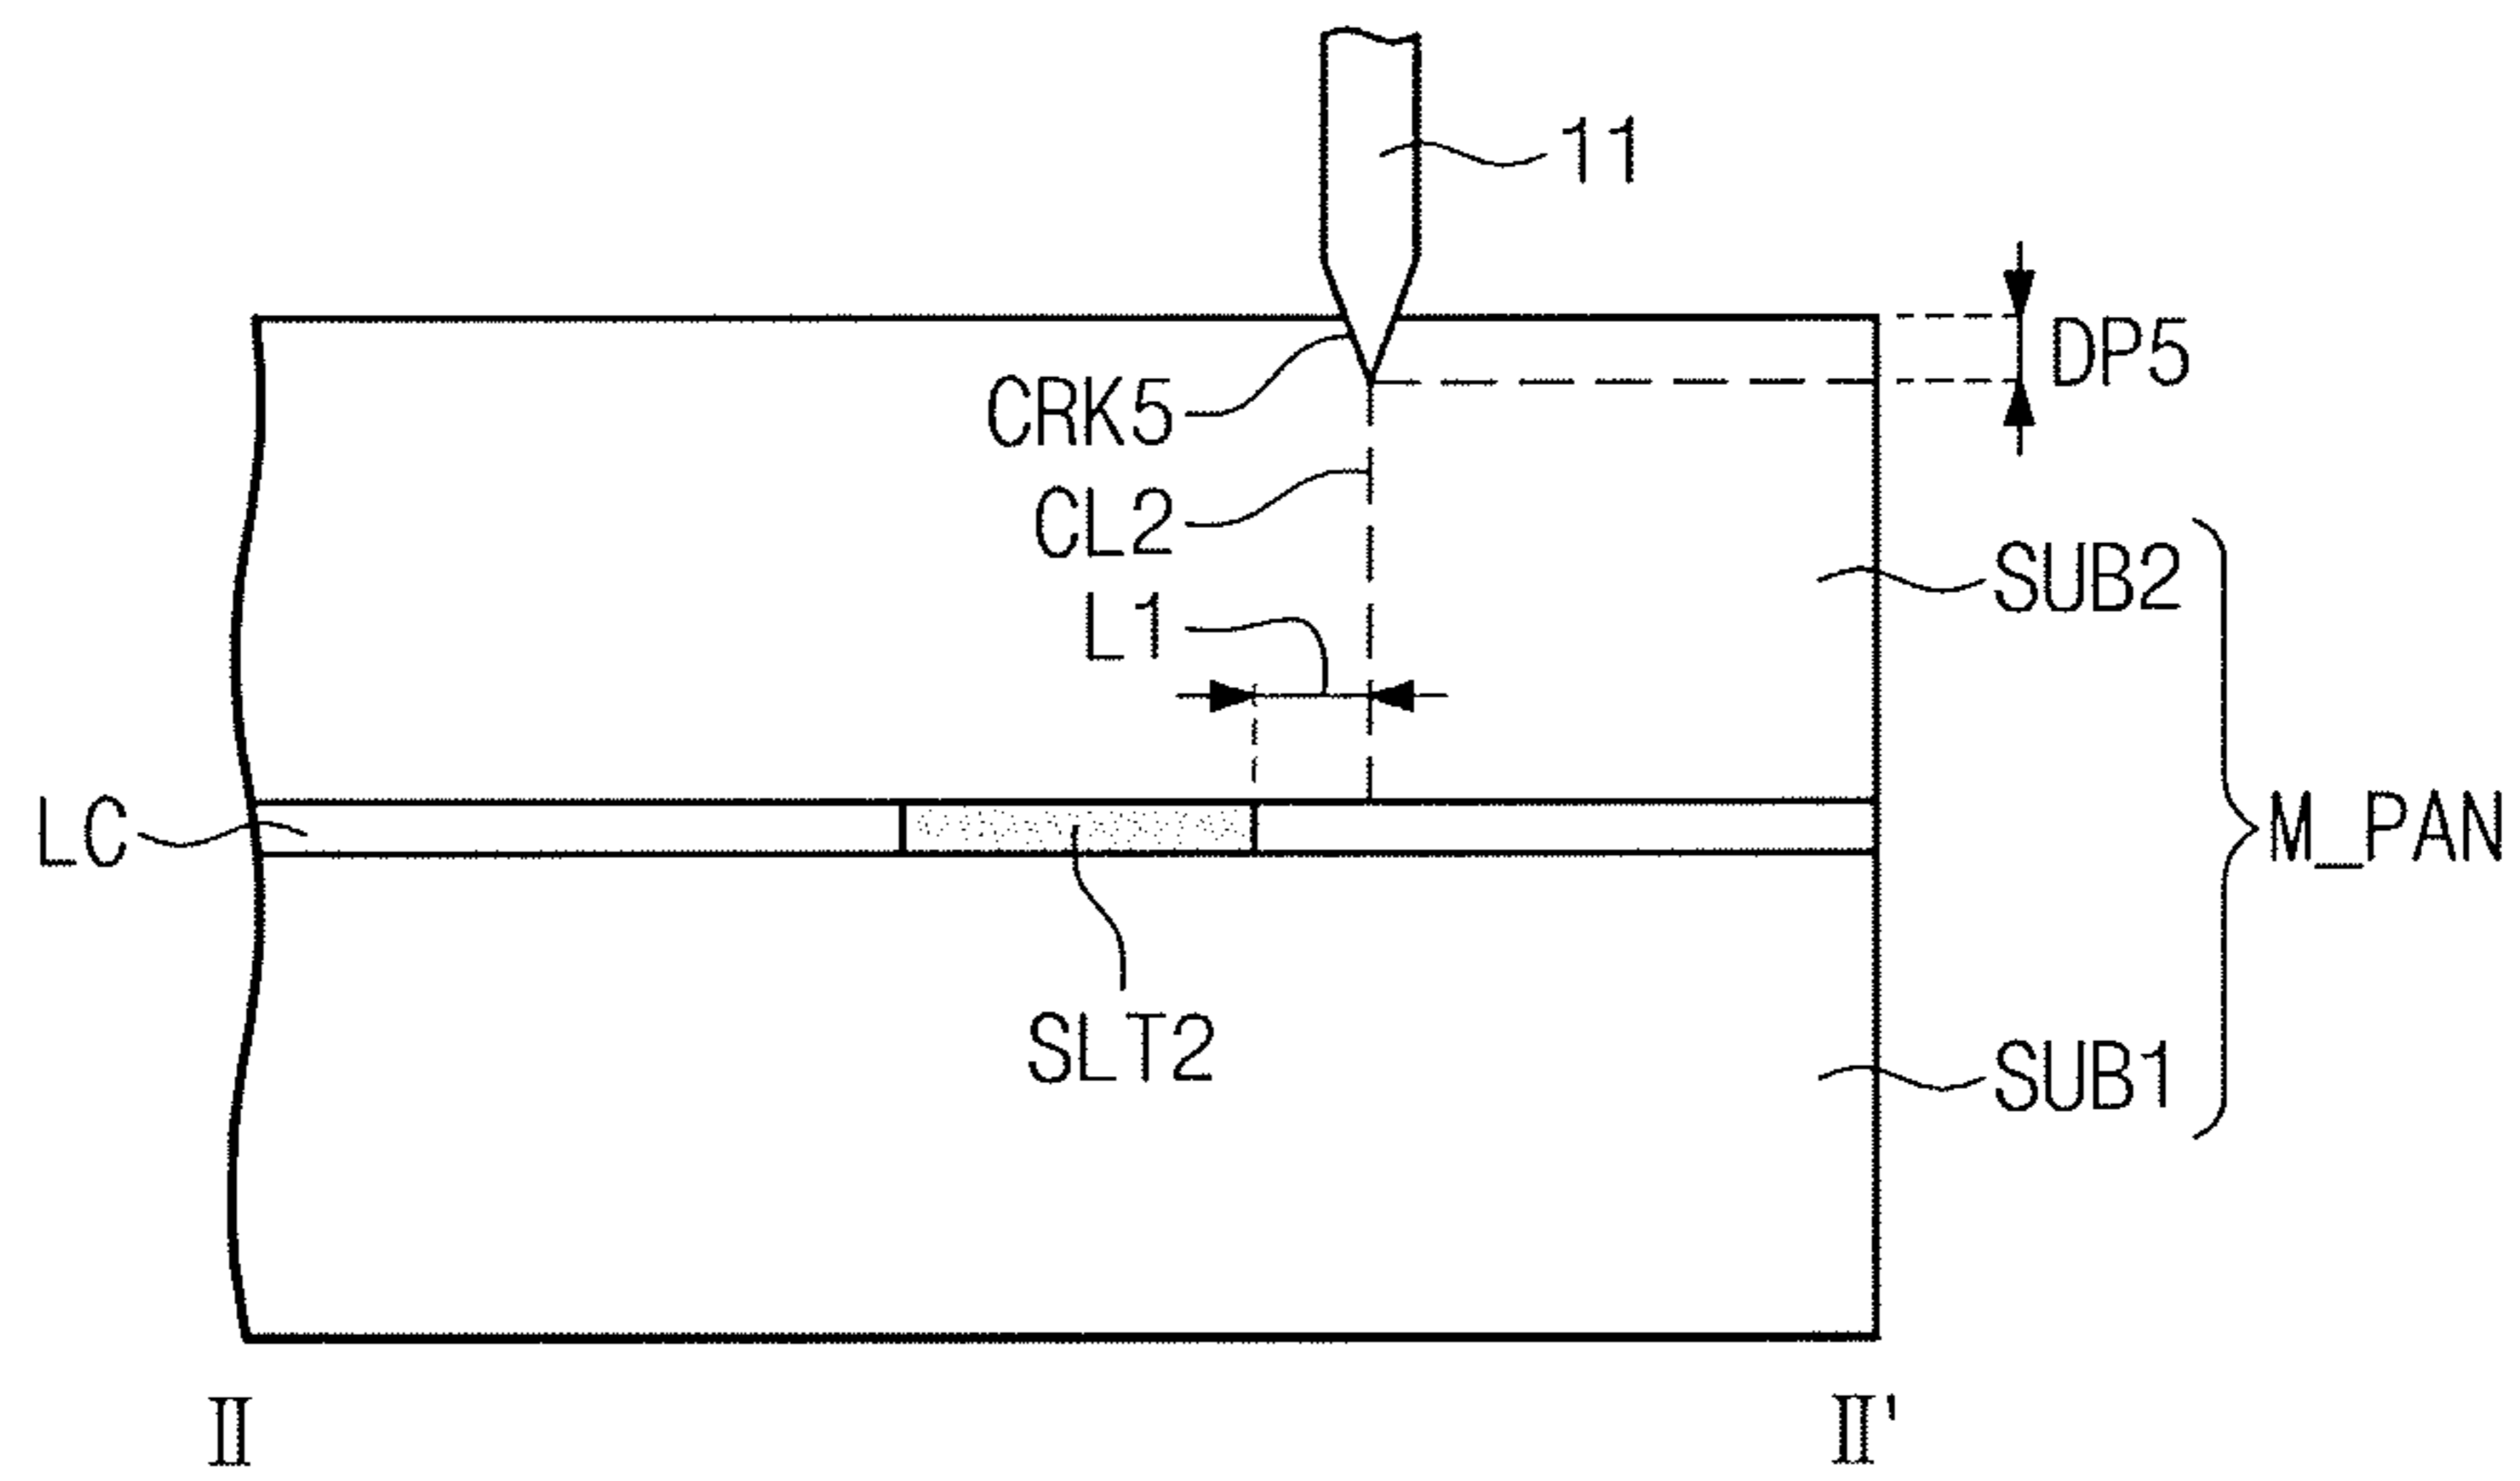 11
DP5
CRK5
CL2
SUB2
L1
LC
M_PAN
SLT2
SUB1
II
II'